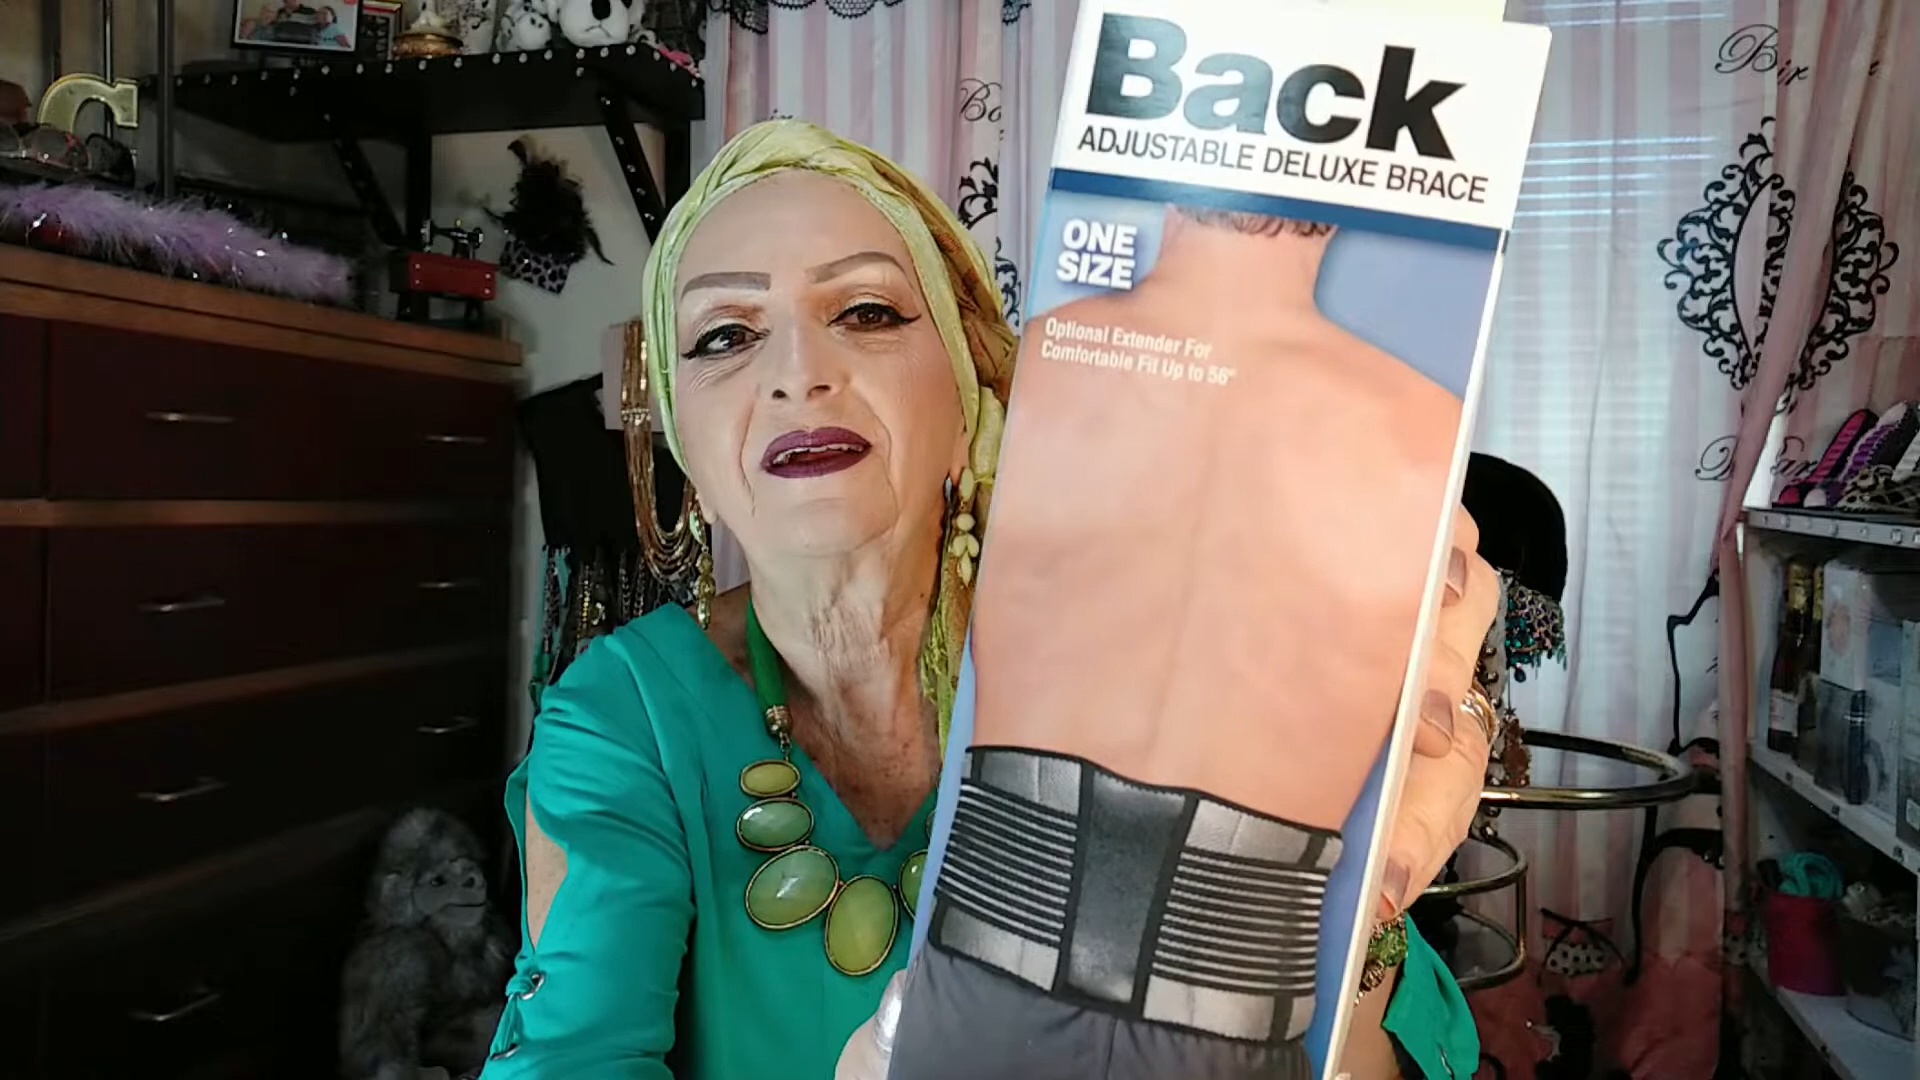 Back
ADJUSTABLE DELUXE BRACE
ONE
SIZE
Optional Extender For
Comfortable Fit Up to 56"